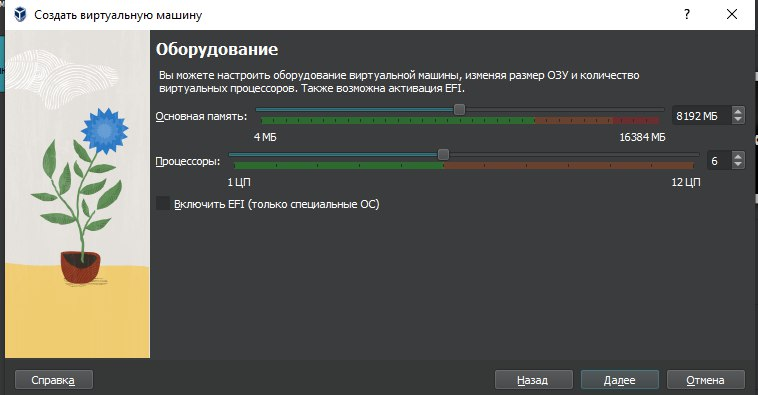 Создать виртуальную машину
Оборудование
Вы можете настроить оборудование виртуальной машины, изменяя размер ОЗУ и количество
виртуальных процессоров. Также возможна активация EFI.
Основная память: 8192 МБ
4 МБ 16384 МБ
Процессоры: 6
1 ЦП 12 ЦП
Включить EFI (только специальные ОС)
Справка Назад Далее Отмена